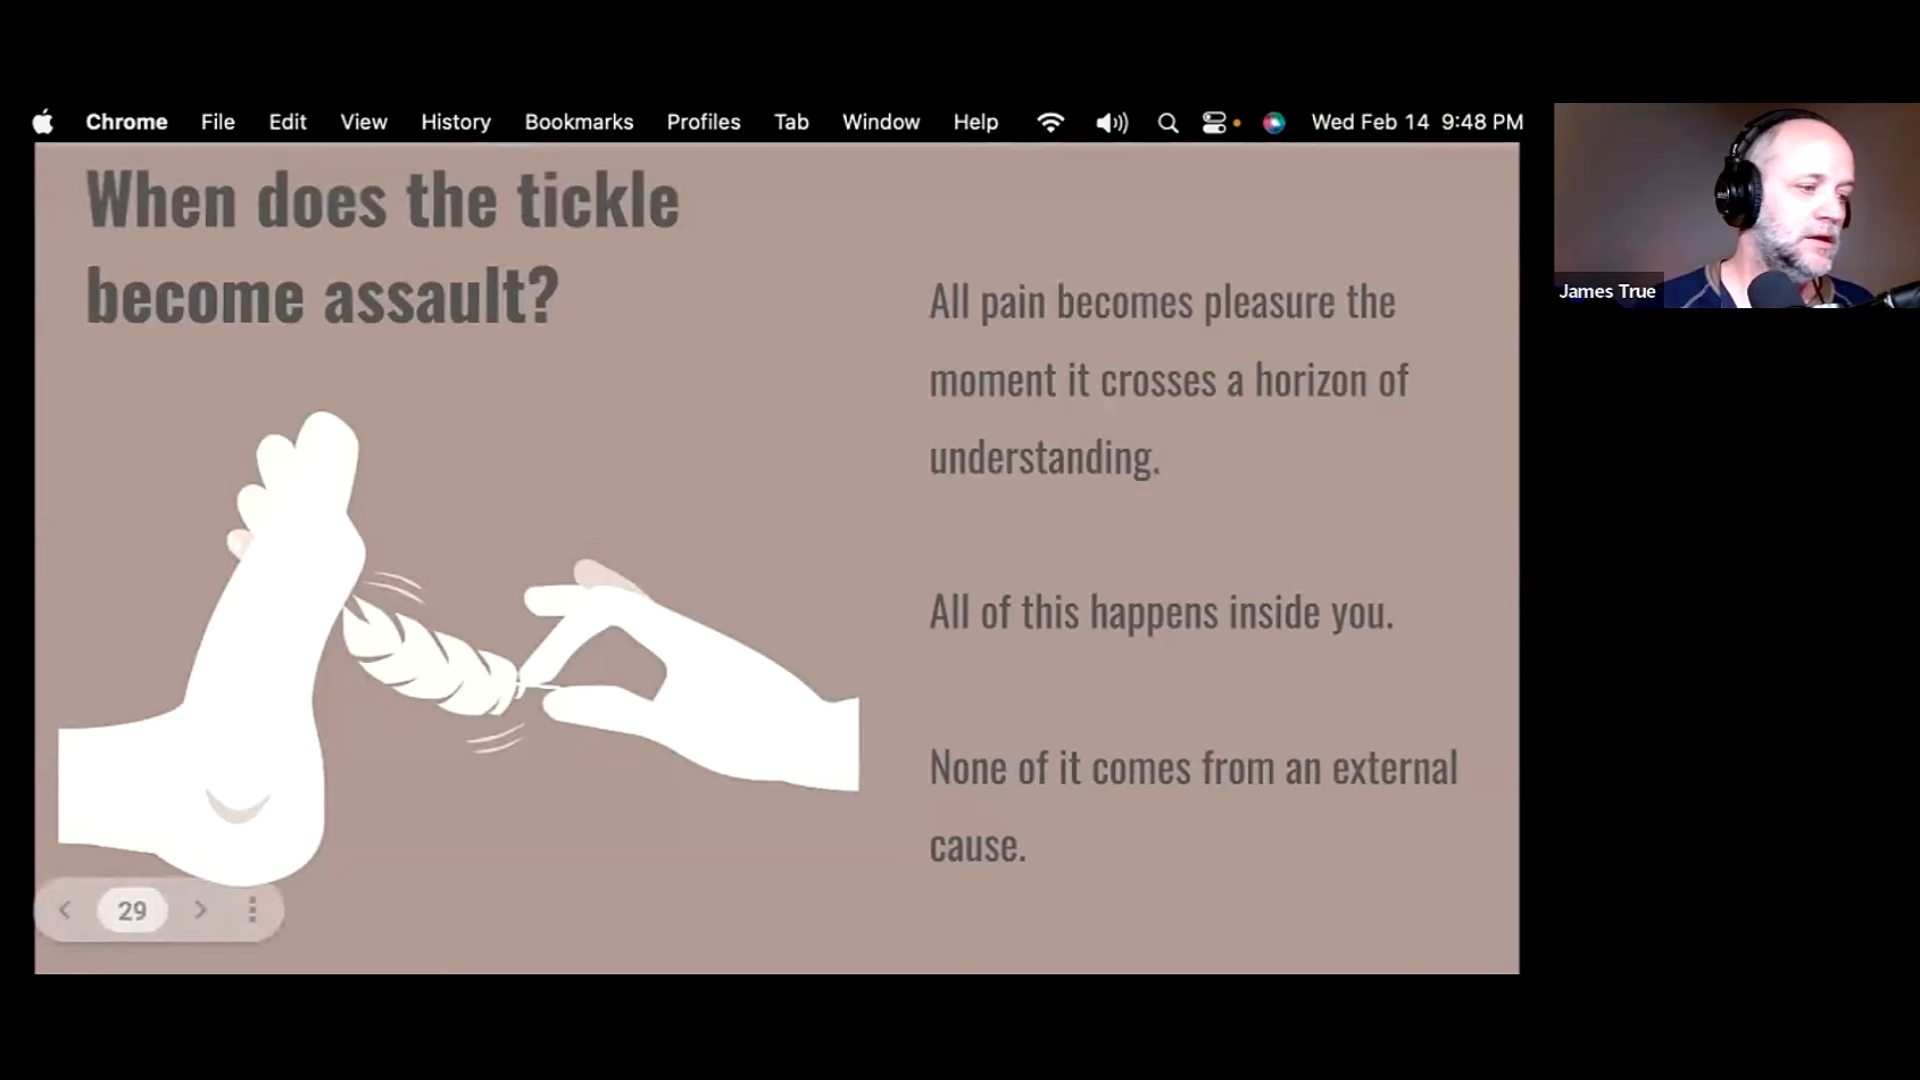 Chrome File Edit View History Bookmarks Profiles Tab Window Help Wed Feb 14 9:48 PM
When does the tickle
become assault?
All pain becomes pleasure the
moment it crosses a horizon of
understanding.
All of this happens inside you.
None of it comes from an external
cause.
29
James True